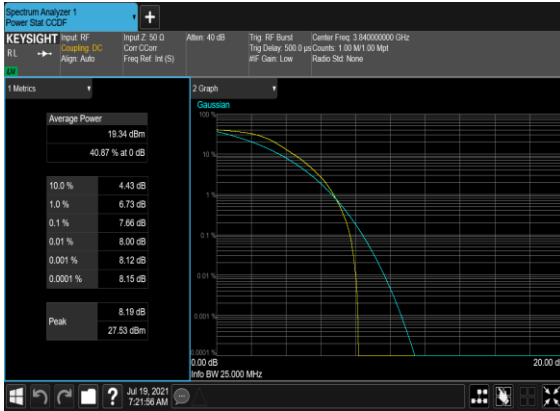 Spectrum Analyzer 1
Power Stat CCDF
+
KEYSIGHT
RL
LXI
Input: RF
Coupling: DC
Align: Auto
Input Z: 50 Ω
Corr CCorr
Freq Ref: Int (S)
Atten: 40 dB
Trig: RF Burst
Trig Delay: 500.0 µs
#IF Gain: Low
Center Freq: 3.840000000 GHz
Counts: 1.00 M/1.00 Mpt
Radio Std: None
1 Metrics
Average Power
19.34 dBm
40.87 % at 0 dB
10.0 % 4.43 dB
1.0 % 6.73 dB
0.1 % 7.66 dB
0.01 % 8.00 dB
0.001 % 8.12 dB
0.0001 % 8.15 dB
Peak
8.19 dB
27.53 dBm
2 Graph
Gaussian
100 %
10 %
1 %
0.1 %
0.01 %
0.001 %
0.0001 %
0.00 dB
20.00 d
Info BW 25.000 MHz
?
Jul 19, 2021
7:21:56 AM